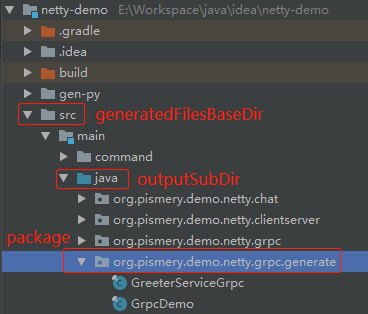 netty-demo E:\Workspace\java\idea\netty-demo
.gradle
.idea
build
gen-py
src generatedFilesBaseDir
main
command
java outputSubDir
org.pismery.demo.netty.chat
org.pismery.demo.netty.clientserver
package org.pismery.demo.netty.grpc
org.pismery.demo.netty.grpc.generate
GreeterServiceGrpc
GrpcDemo